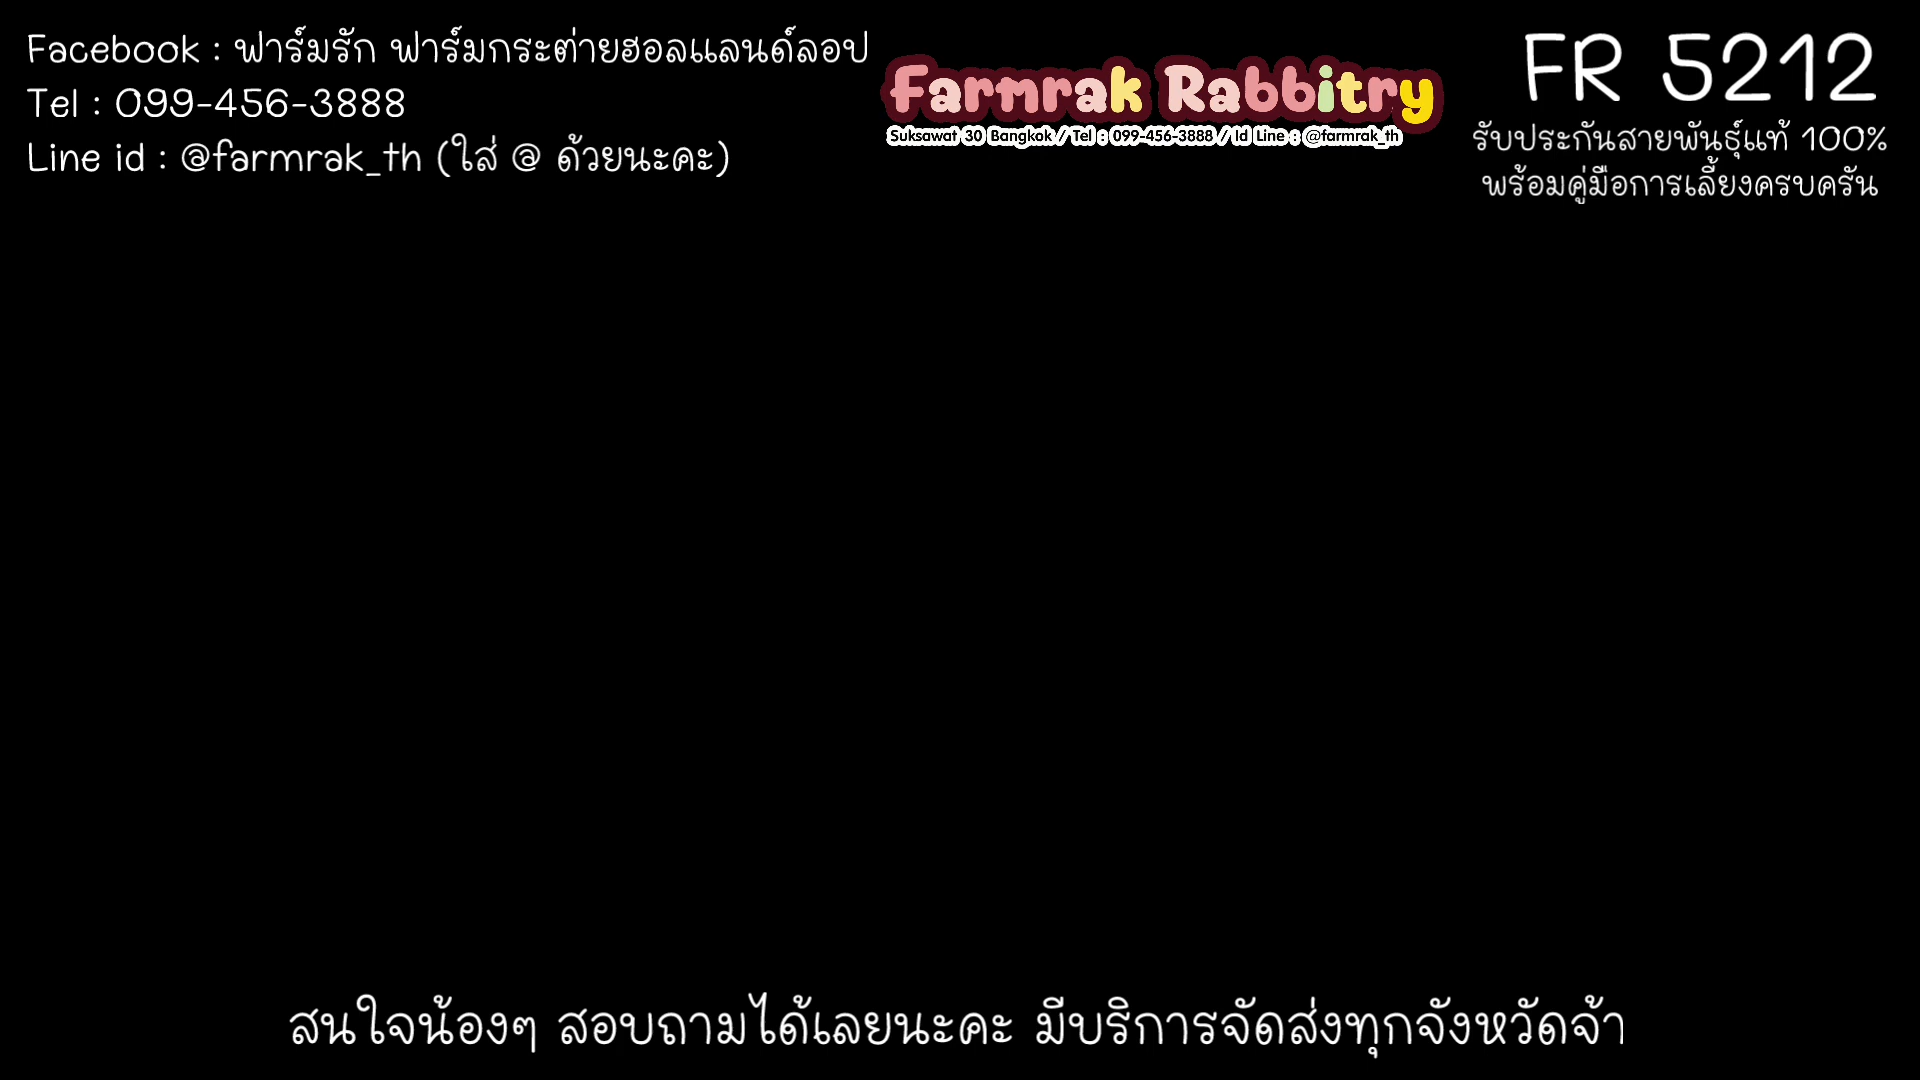 Facebook : ฟาร์มรัก ฟาร์มกระต่ายฮอลแลนด์ลอป
Tel : 099-456-3888
Line id : @farmrak_th (ใส่ @ ด้วยนะคะ)
Farmrak Rabbitry
Suksawat 30 Bangkok / Tel : 099-456-3888 / Id Line : @farmrak_th
FR 5212
รับประกันสายพันธุ์แท้ 100%
พร้อมคู่มือการเลี้ยงครบครัน
สนใจน้องๆ สอบถามได้เลยนะคะ มีบริการจัดส่งทุกจังหวัดจ้า